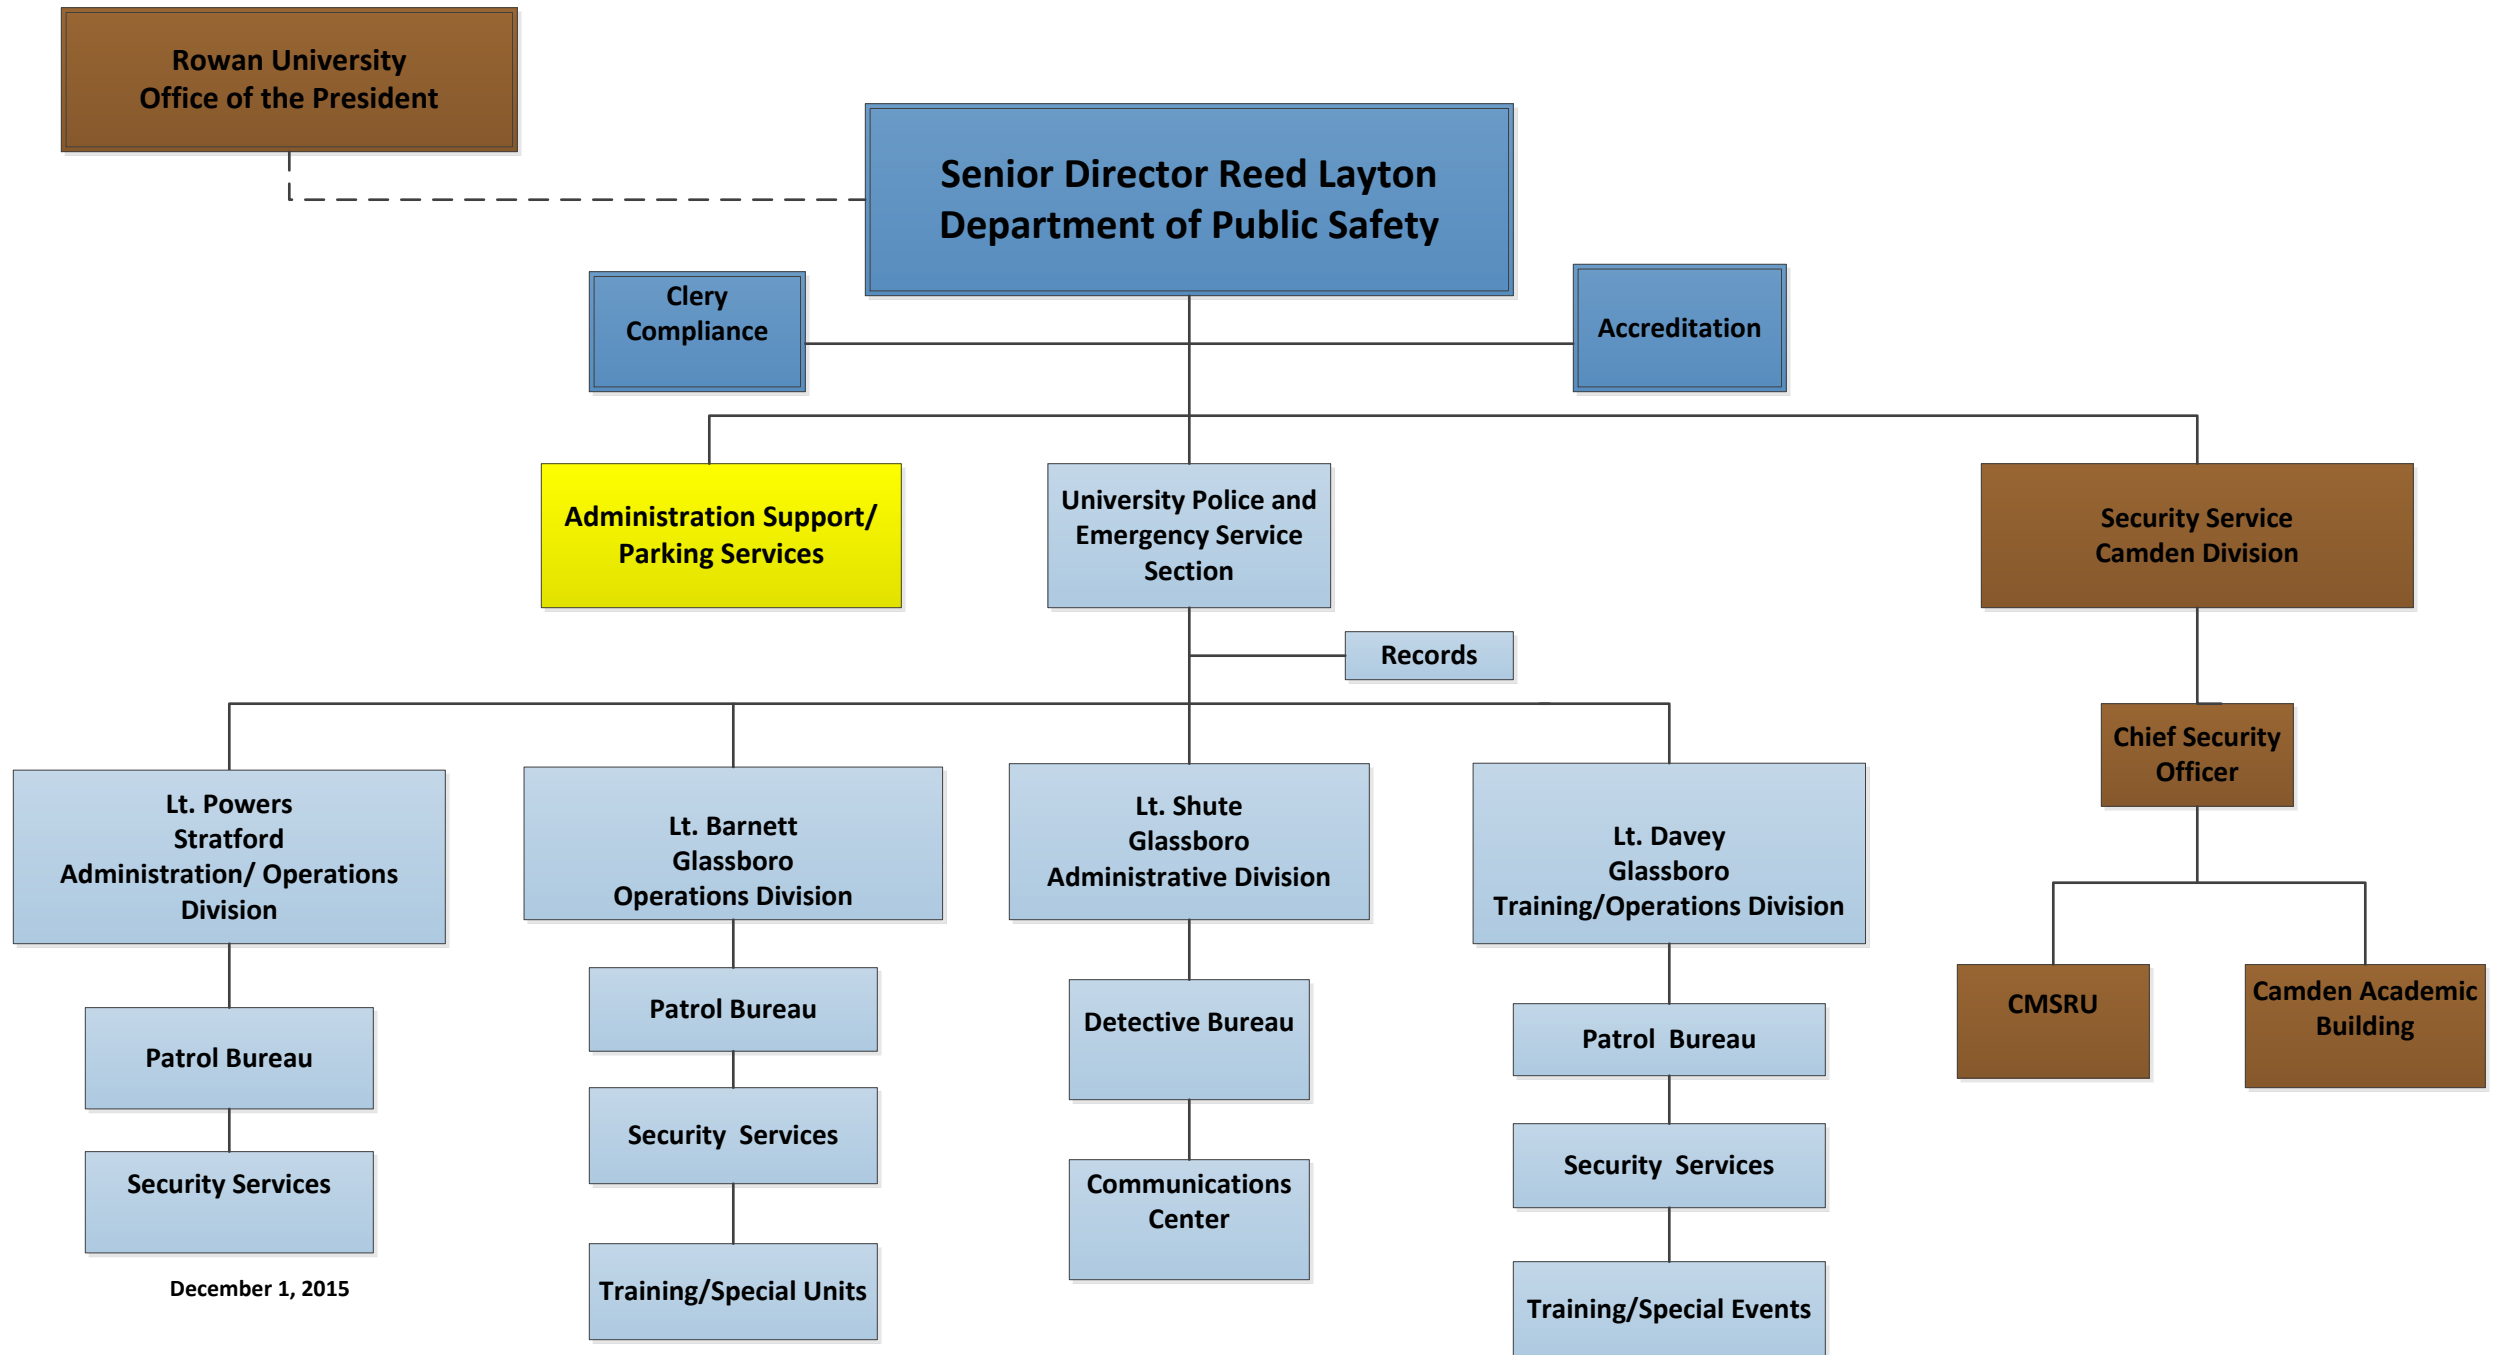 Rowan University
Office of the President
Senior Director Reed Layton
Department of Public Safety
Clery
Compliance
Accreditation
Administration Support/
Parking Services
University Police and
Emergency Service
Section
Security Service
Camden Division
Records
Chief Security
Officer
Lt. Powers
Stratford
Administration/ Operations
Division
Lt. Barnett
Glassboro
Operations Division
Lt. Shute
Glassboro
Administrative Division
Lt. Davey
Glassboro
Training/Operations Division
CMSRU
Camden Academic
Building
Patrol Bureau
Security Services
Patrol Bureau
Security  Services
Training/Special Units
Detective Bureau
Communications
Center
Patrol  Bureau
Security  Services
Training/Special Events
December 1, 2015